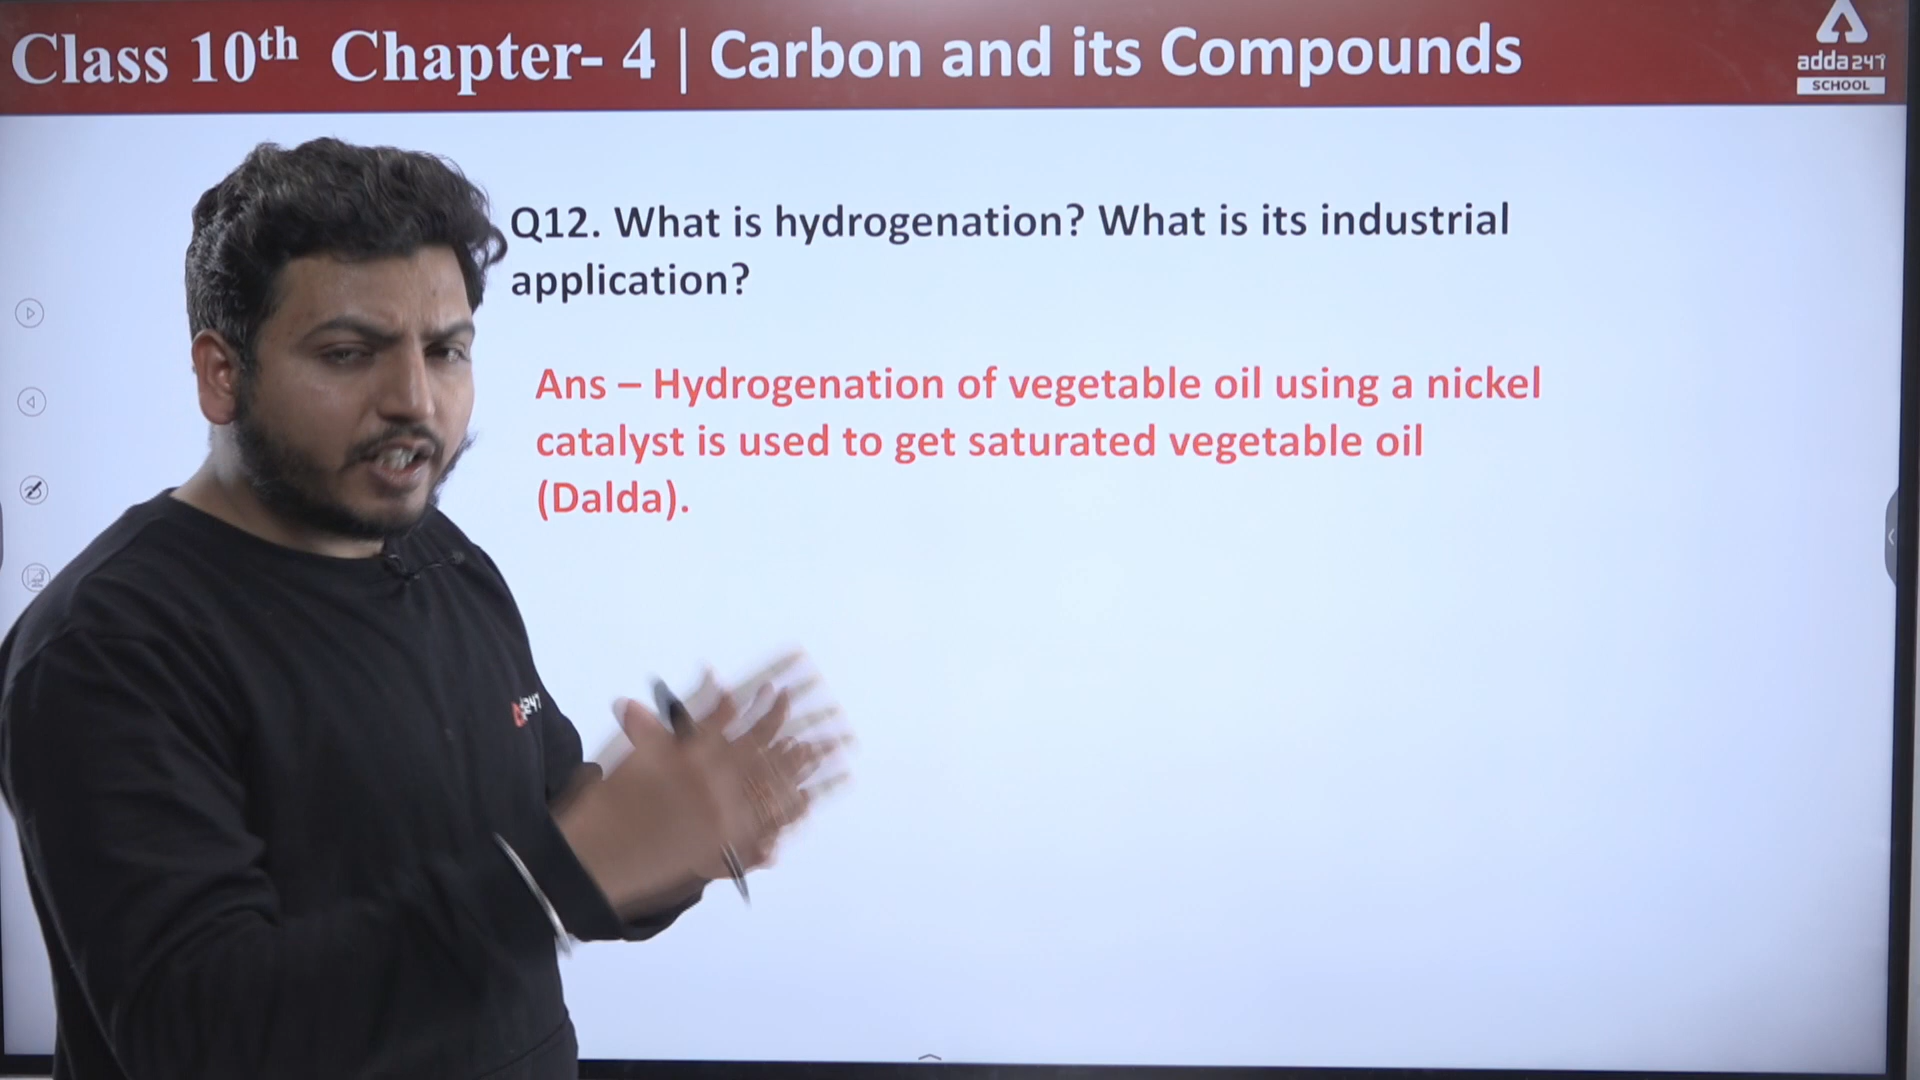 Class 10th Chapter- 4 | Carbon and its Compounds
adda247
SCHOOL
Q12. What is hydrogenation? What is its industrial
application?
Ans – Hydrogenation of vegetable oil using a nickel
catalyst is used to get saturated vegetable oil
(Dalda).